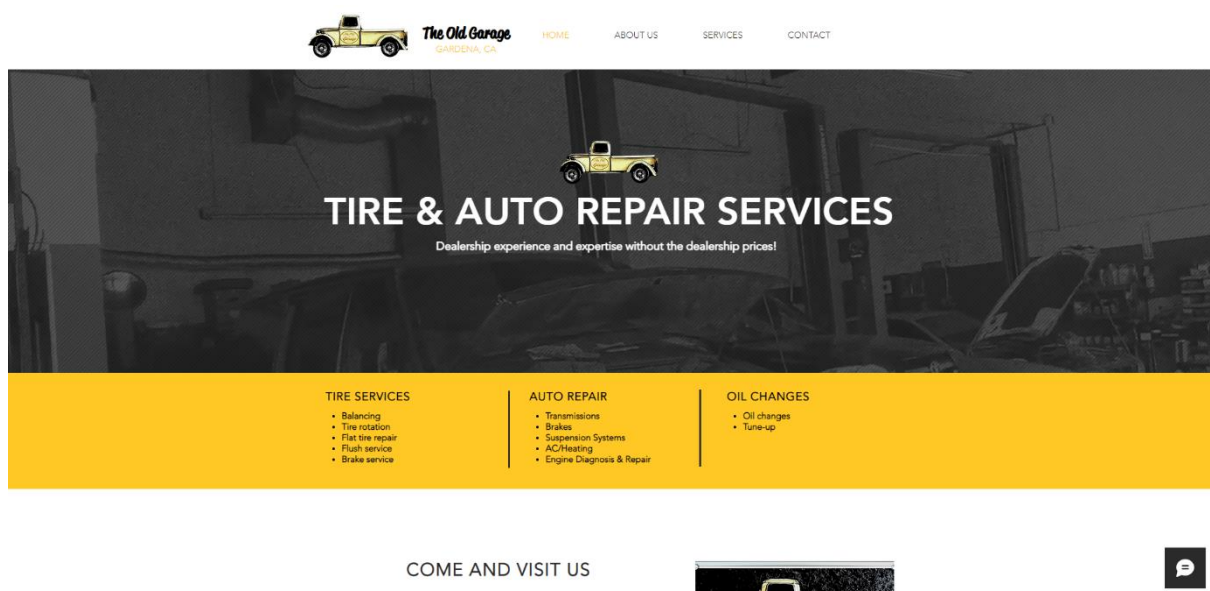 The Old Garage
GARDENA, CA
HOME
ABOUT US
SERVICES
CONTACT
TIRE & AUTO REPAIR SERVICES
Dealership experience and expertise without the dealership prices!
TIRE SERVICES
• Balancing
• Tire rotation
• Flat tire repair
• Flush service
• Brake service
AUTO REPAIR
• Transmissions
• Brakes
• Suspension Systems
• AC/Heating
• Engine Diagnosis & Repair
OIL CHANGES
• Oil changes
• Tune-up
COME AND VISIT US